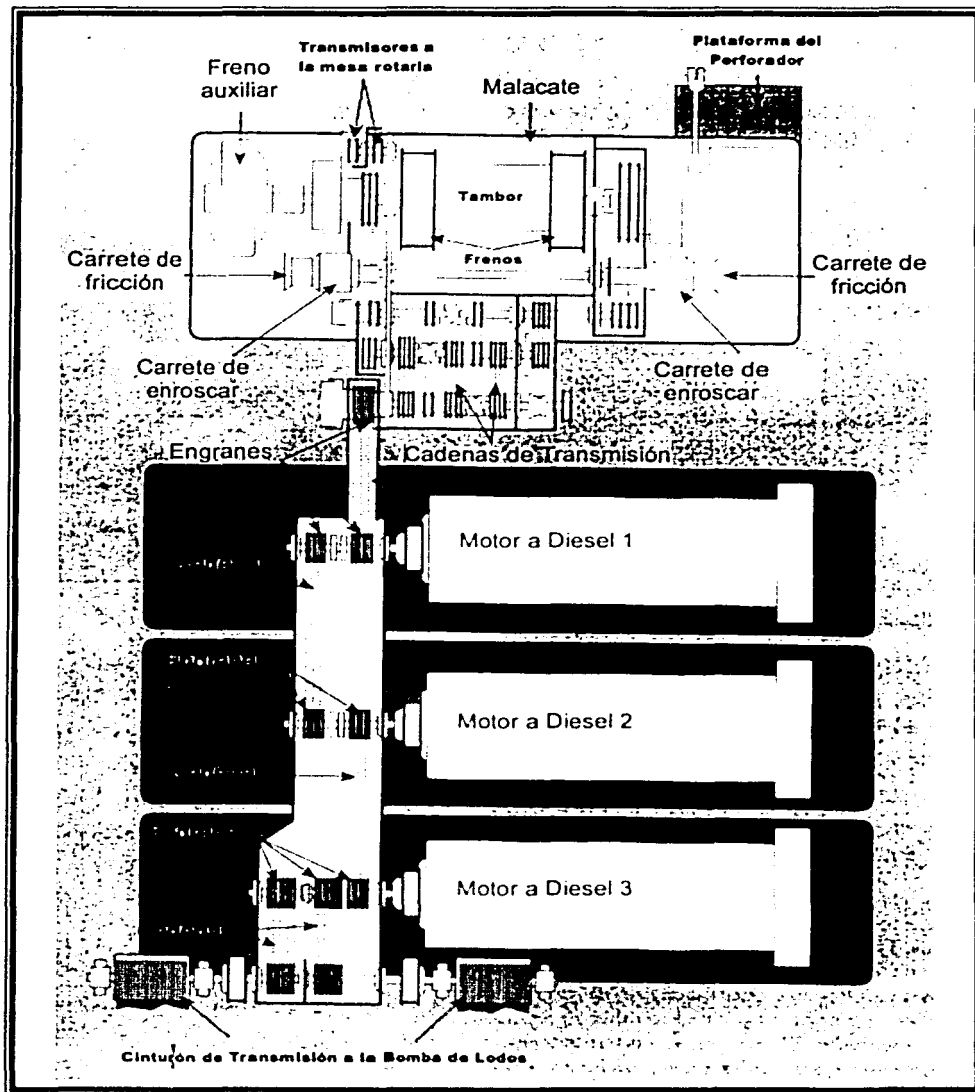 Transmisores a
la mesa rotaria
Plataforma del
Perforador
Freno
auxiliar
Malacate
Tambor
Frenos
Carrete de
fricción
Carrete de
fricción
Carrete de
enroscar
Carrete de
enroscar
Engranes
Cadenas de Transmisión
Motor a Diesel 1
Motor a Diesel 2
Motor a Diesel 3
Cinturón de Transmisión a la Bomba de Lodos